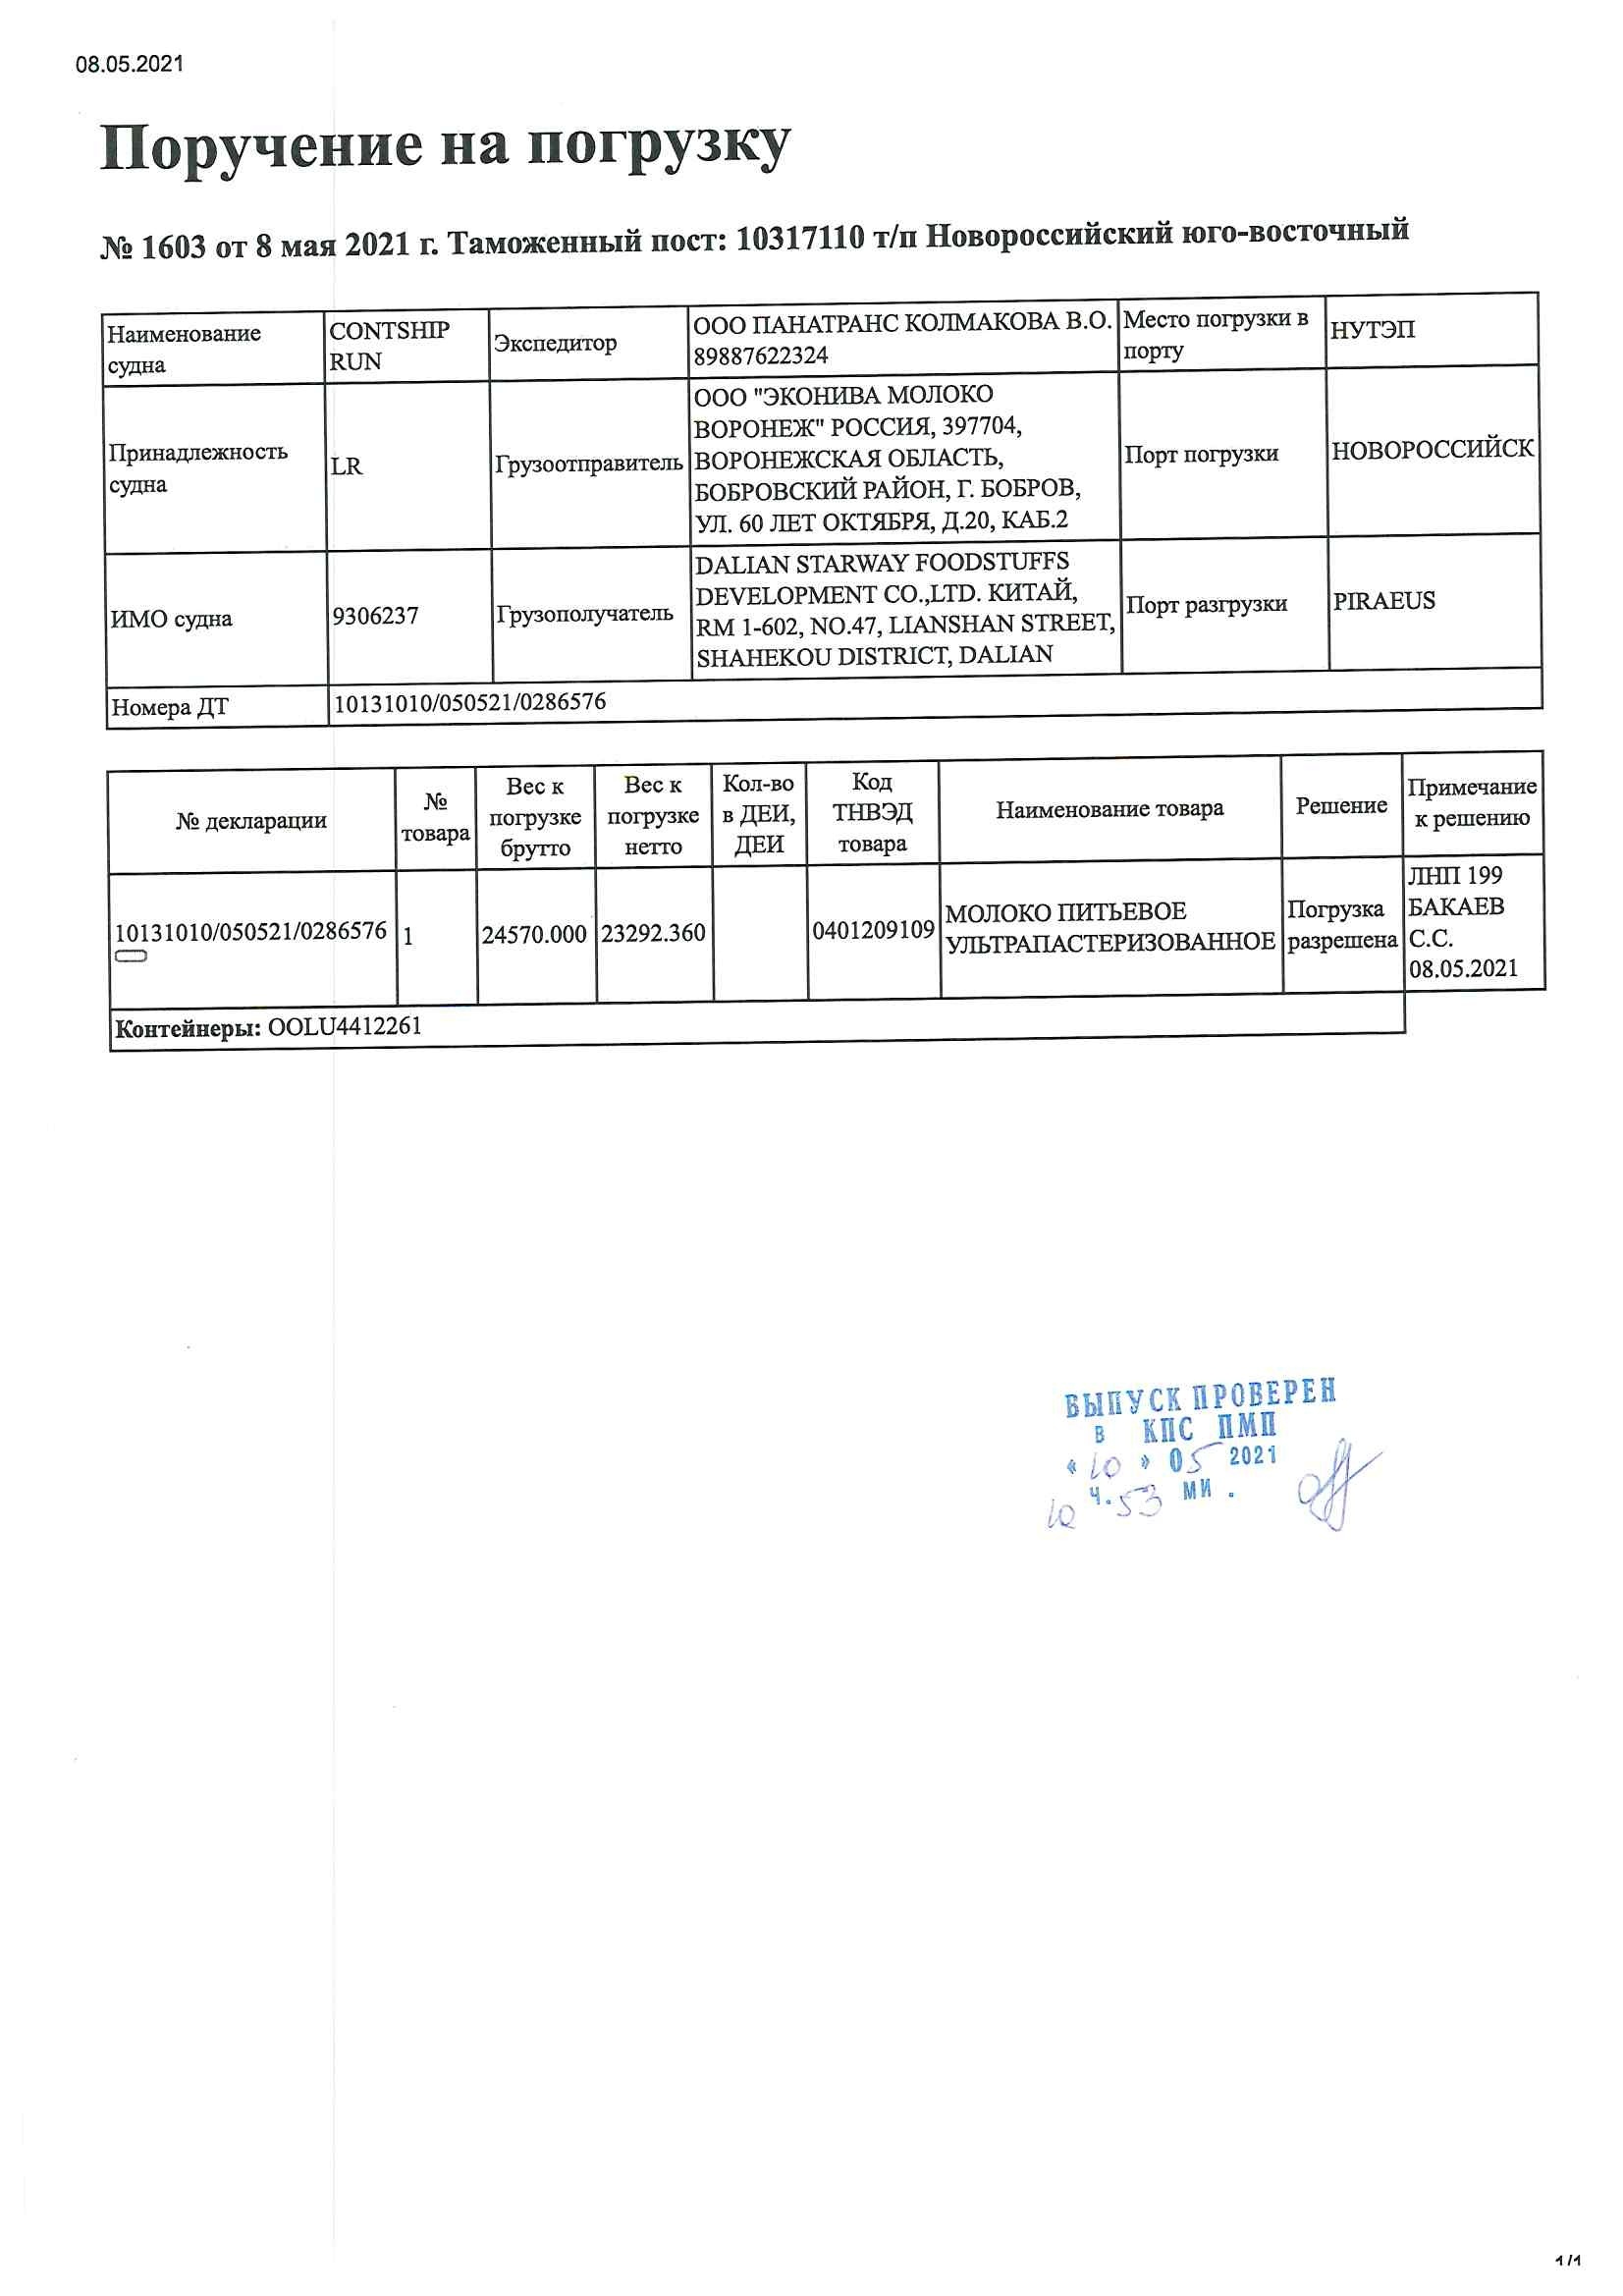 08.05.2021
Поручение на погрузку
№ 1603 от 8 мая 2021 г. Таможенный пост: 10317110 т/п Новороссийский юго-восточный
Наименование
судна
CONTSHIP
RUN
Экспедитор
ООО ПАНАТРАНС КОЛМАКОВА В.О.
89887622324
Место погрузки в
порту
НУТЭП
Принадлежность
судна
LR
Грузоотправитель
ООО "ЭКОНИВА МОЛОКО
ВОРОНЕЖ" РОССИЯ, 397704,
ВОРОНЕЖСКАЯ ОБЛАСТЬ,
БОБРОВСКИЙ РАЙОН, Г. БОБРОВ,
УЛ. 60 ЛЕТ ОКТЯБРЯ, Д.20, КАБ.2
Порт погрузки
НОВОРОССИЙСК
ИМО судна
9306237
Грузополучатель
DALIAN STARWAY FOODSTUFFS
DEVELOPMENT CO.,LTD. КИТАЙ,
RM 1-602, NO.47, LIANSHAN STREET,
SHAHEKOU DISTRICT, DALIAN
Порт разгрузки
PIRAEUS
Номера ДТ
10131010/050521/0286576
№ декларации
№
товара
Вес к
погрузке
брутто
Вес к
погрузке
нетто
Кол-во
в ДЕИ,
ДЕИ
Код
ТНВЭД
товара
Наименование товара
Решение
Примечание
к решению
10131010/050521/0286576
1
24570.000
23292.360
0401209109
МОЛОКО ПИТЬЕВОЕ
УЛЬТРАПАСТЕРИЗОВАННОЕ
Погрузка
разрешена
ЛНП 199
БАКАЕВ
С.С.
08.05.2021
Контейнеры: OOLU4412261
ВЫПУСК ПРОВЕРЕН
В КПС ПМП
« 10 » 05 2021
10 Ч. 53 МИ .
1/1